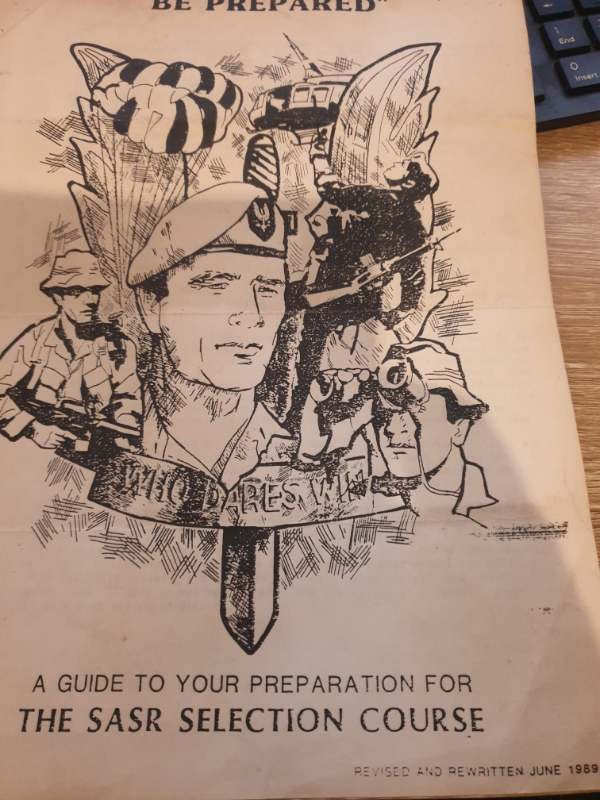 BE PREPARED"
WHO DARES WIN
A GUIDE TO YOUR PREPARATION FOR
THE SASR SELECTION COURSE
REVISED AND REWRITTEN JUNE 1989
1
End
0
Insert